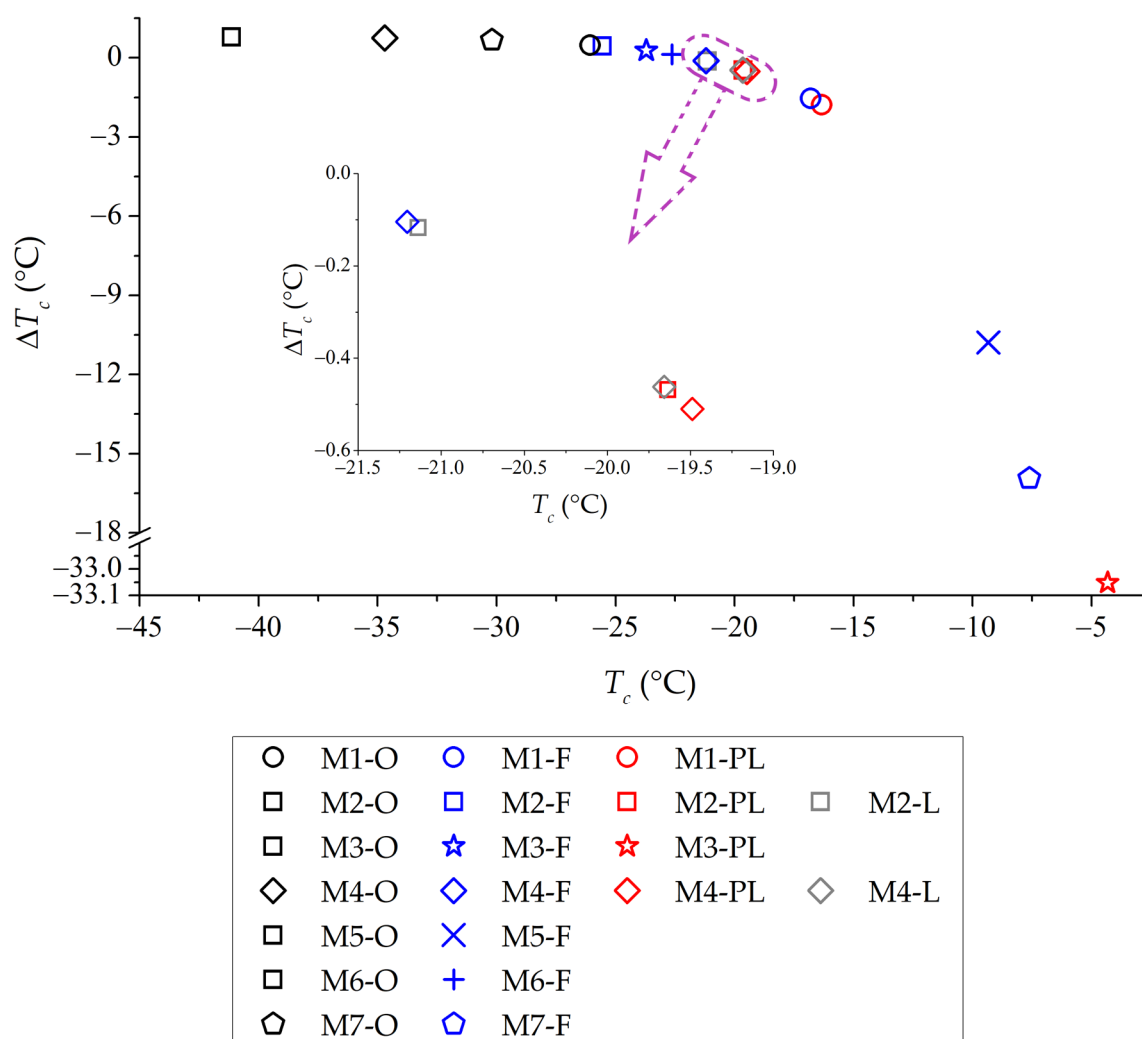 0
−3
−6
−9
−12
−15
−18
−33.0
−33.1
ΔTc (°C)
−45 −40 −35 −30 −25 −20 −15 −10 −5
Tc (°C)
0.0
−0.2
−0.4
−0.6
ΔTc (°C)
−21.5 −21.0 −20.5 −20.0 −19.5 −19.0
Tc (°C)
M1-O M1-F M1-PL
M2-O M2-F M2-PL M2-L
M3-O M3-F M3-PL
M4-O M4-F M4-PL M4-L
M5-O M5-F
M6-O M6-F
M7-O M7-F